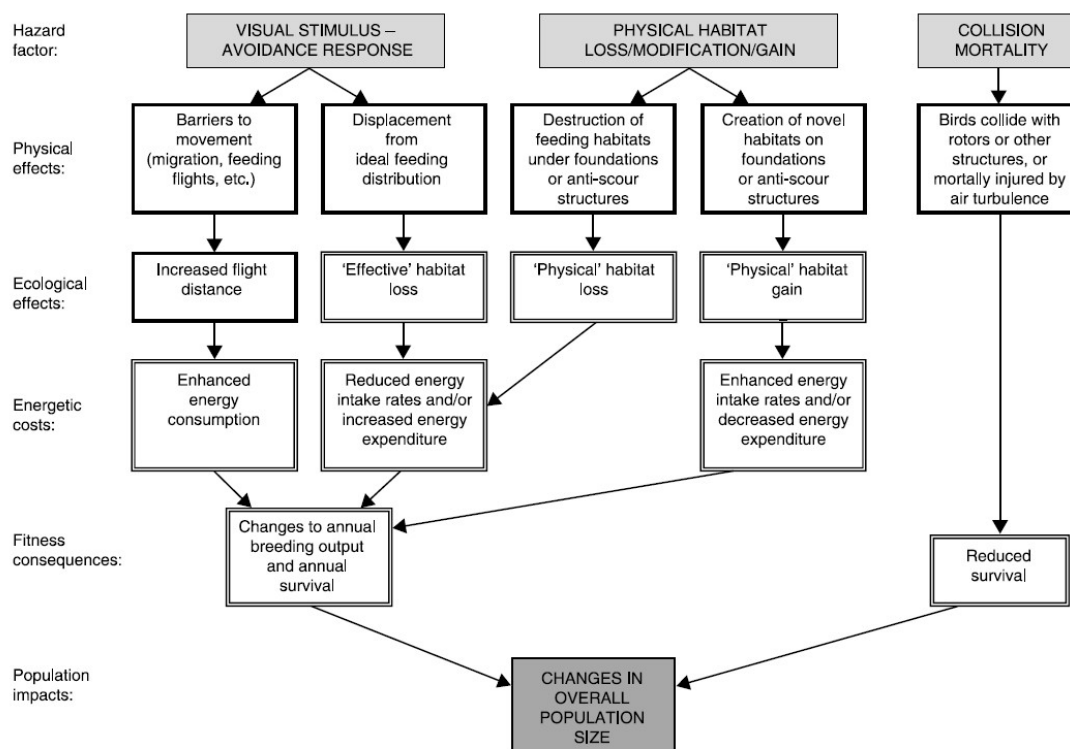 Hazard
factor:
VISUAL STIMULUS –
AVOIDANCE RESPONSE
PHYSICAL HABITAT
LOSS/MODIFICATION/GAIN
COLLISION
MORTALITY
Physical
effects:
Barriers to
movement
(migration, feeding
flights, etc.)
Displacement
from
ideal feeding
distribution
Destruction of
feeding habitats
under foundations
or anti-scour
structures
Creation of novel
habitats on
foundations
or anti-scour
structures
Birds collide with
rotors or other
structures, or
mortally injured by
air turbulence
Ecological
effects:
Increased flight
distance
‘Effective’ habitat
loss
‘Physical’ habitat
loss
‘Physical’ habitat
gain
Energetic
costs:
Enhanced
energy
consumption
Reduced energy
intake rates and/or
increased energy
expenditure
Enhanced energy
intake rates and/or
decreased energy
expenditure
Fitness
consequences:
Changes to annual
breeding output
and annual
survival
Reduced
survival
Population
impacts:
CHANGES IN
OVERALL
POPULATION
SIZE